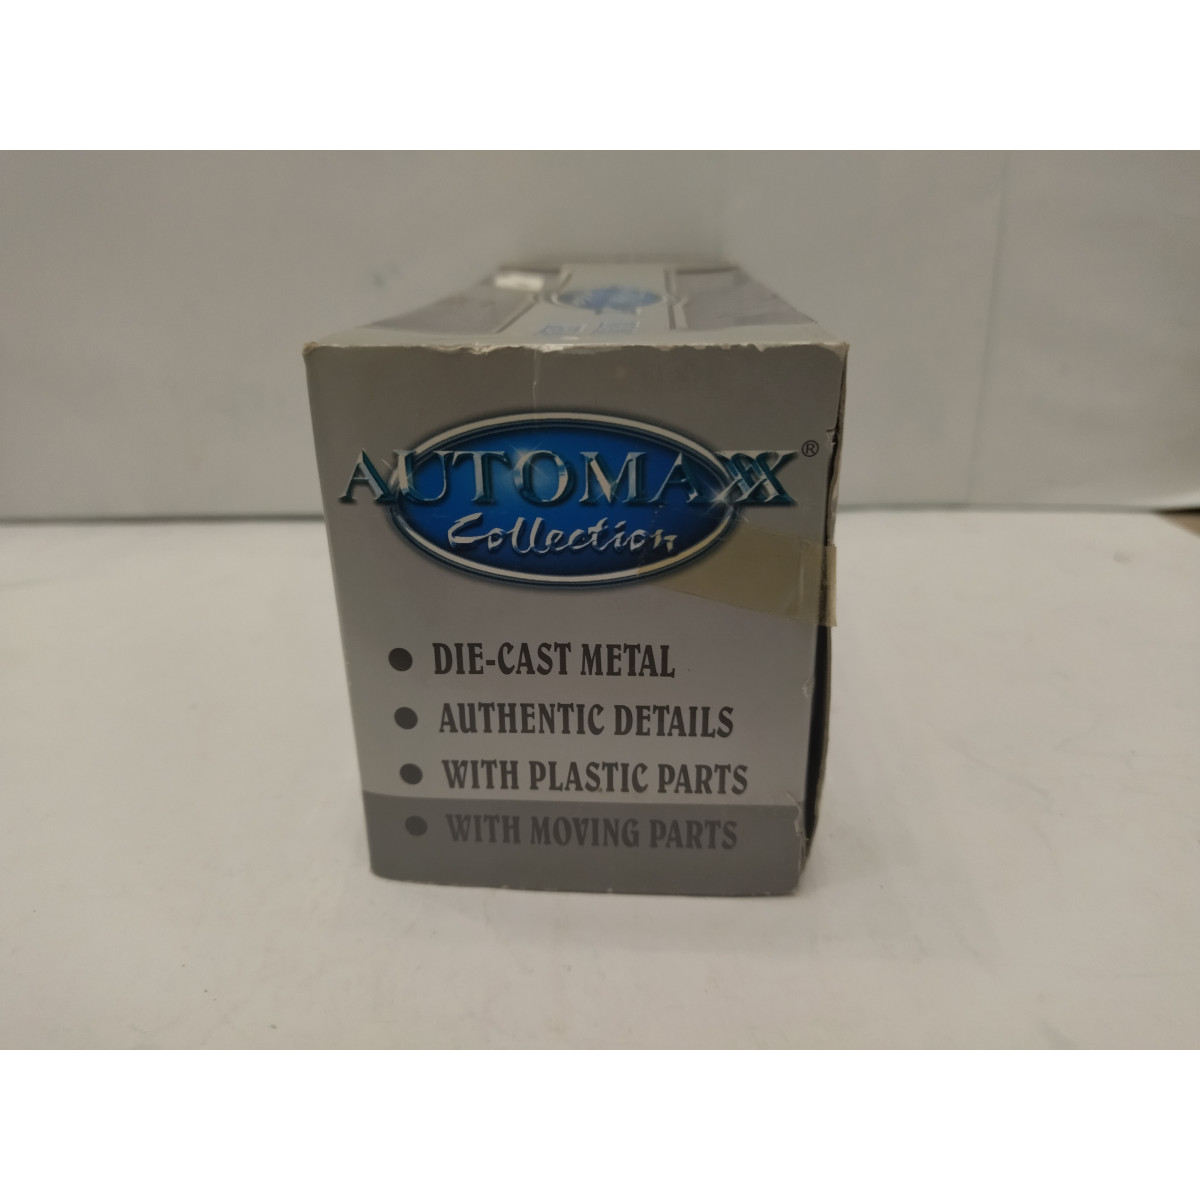 AUTOMAXX®
Collection
● DIE-CAST METAL
● AUTHENTIC DETAILS
● WITH PLASTIC PARTS
● WITH MOVING PARTS